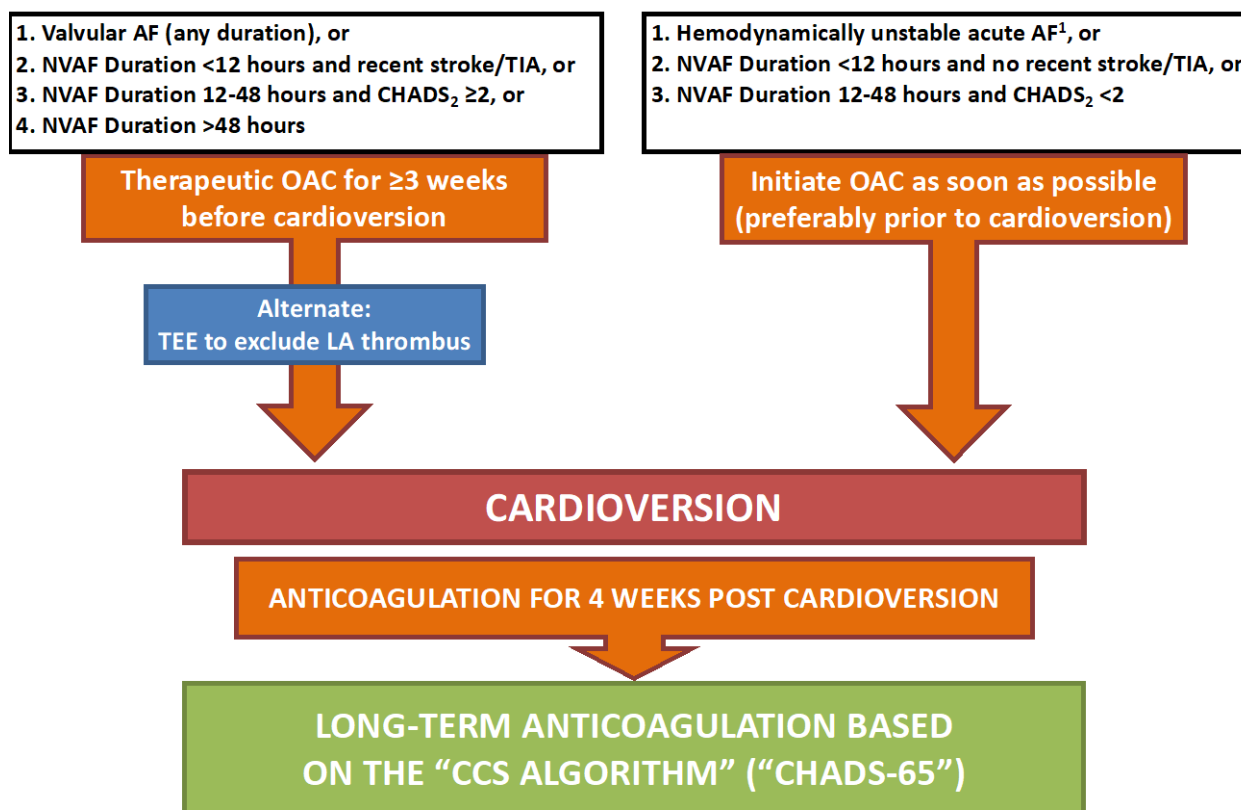 1. Valvular AF (any duration), or
2. NVAF Duration <12 hours and recent stroke/TIA, or
3. NVAF Duration 12-48 hours and CHADS₂ ≥2, or
4. NVAF Duration >48 hours
Therapeutic OAC for ≥3 weeks
before cardioversion
Alternate:
TEE to exclude LA thrombus
1. Hemodynamically unstable acute AF¹, or
2. NVAF Duration <12 hours and no recent stroke/TIA, or
3. NVAF Duration 12-48 hours and CHADS₂ <2
Initiate OAC as soon as possible
(preferably prior to cardioversion)
CARDIOVERSION
ANTICOAGULATION FOR 4 WEEKS POST CARDIOVERSION
LONG-TERM ANTICOAGULATION BASED
ON THE “CCS ALGORITHM” (“CHADS-65”)